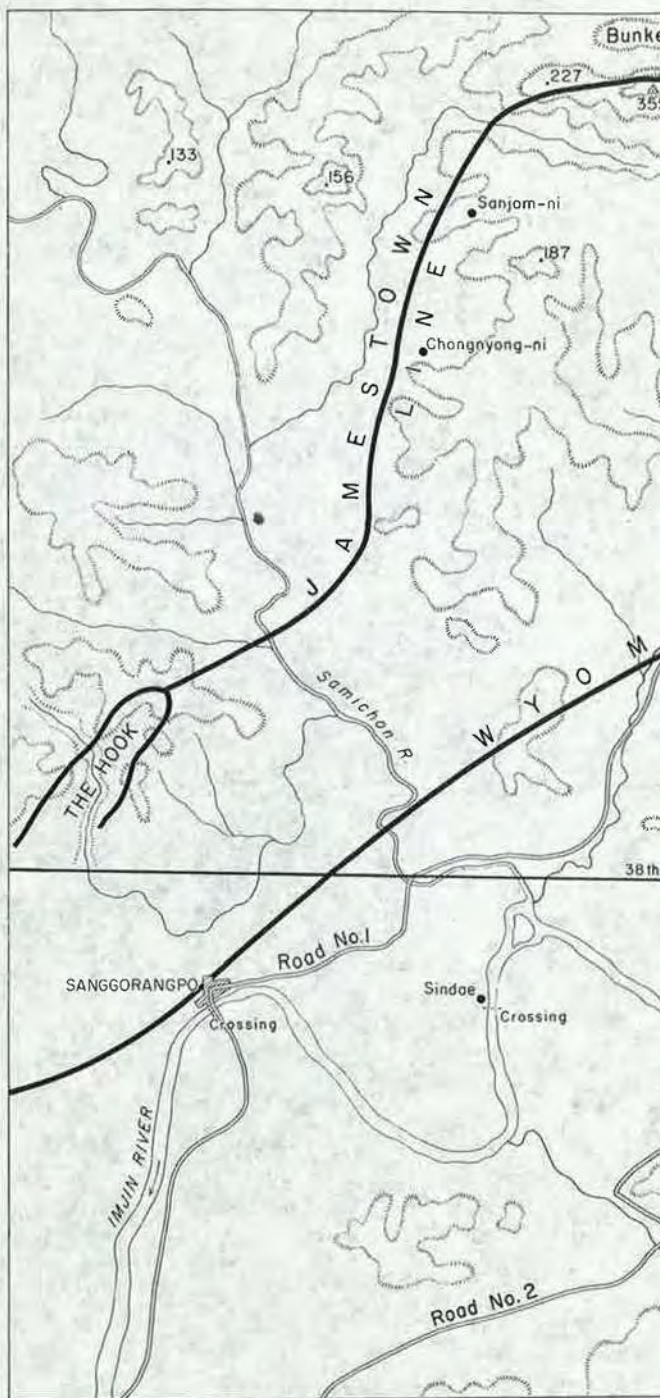 Bunke
227
355
133
156
Sanjom-ni
187
JAMESTOWN
LINE
Chongnyong-ni
Samichon R.
WYOM
THE HOOK
38th
Road No.1
SANGGORANGPO
Crossing
Sindae
Crossing
IMJIN RIVER
Road No. 2